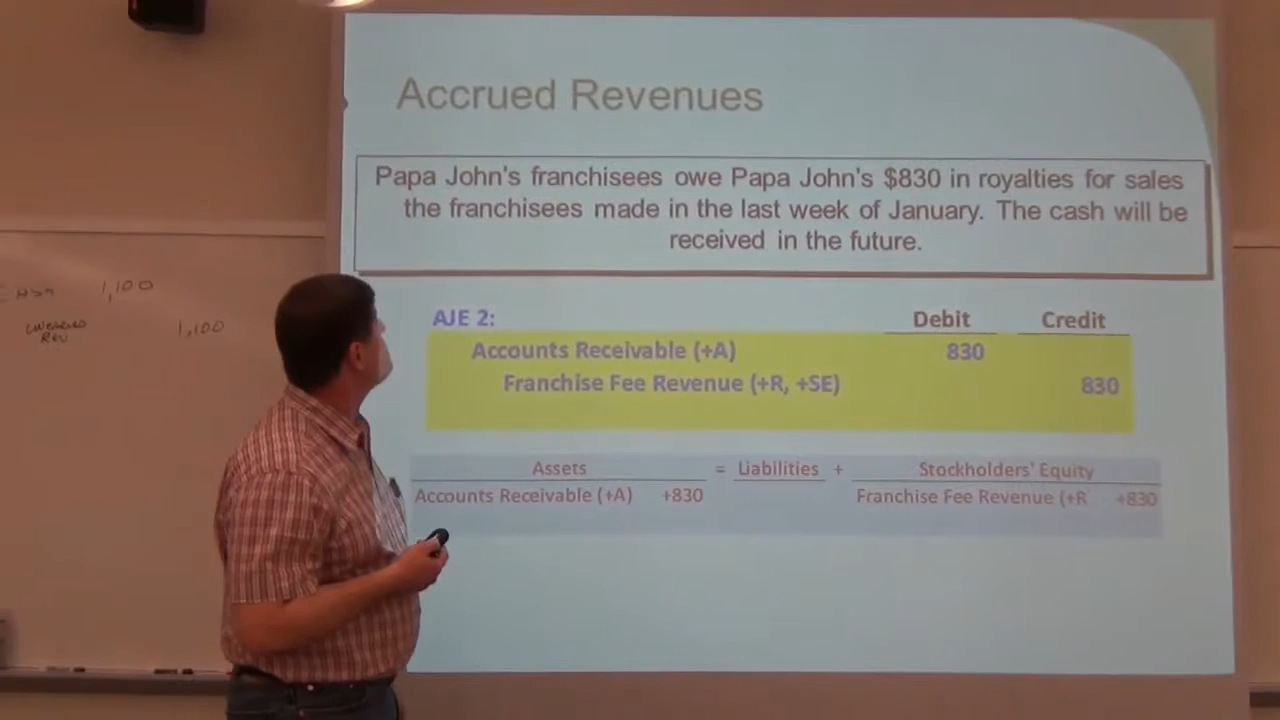 Accrued Revenues
Papa John's franchisees owe Papa John's $830 in royalties for sales
the franchisees made in the last week of January. The cash will be
received in the future.
AJE 2: Debit Credit
Accounts Receivable (+A) 830
Franchise Fee Revenue (+R, +SE) 830
Assets = Liabilities + Stockholders' Equity
Accounts Receivable (+A) +830 Franchise Fee Revenue (+R +830
1,100
1,100